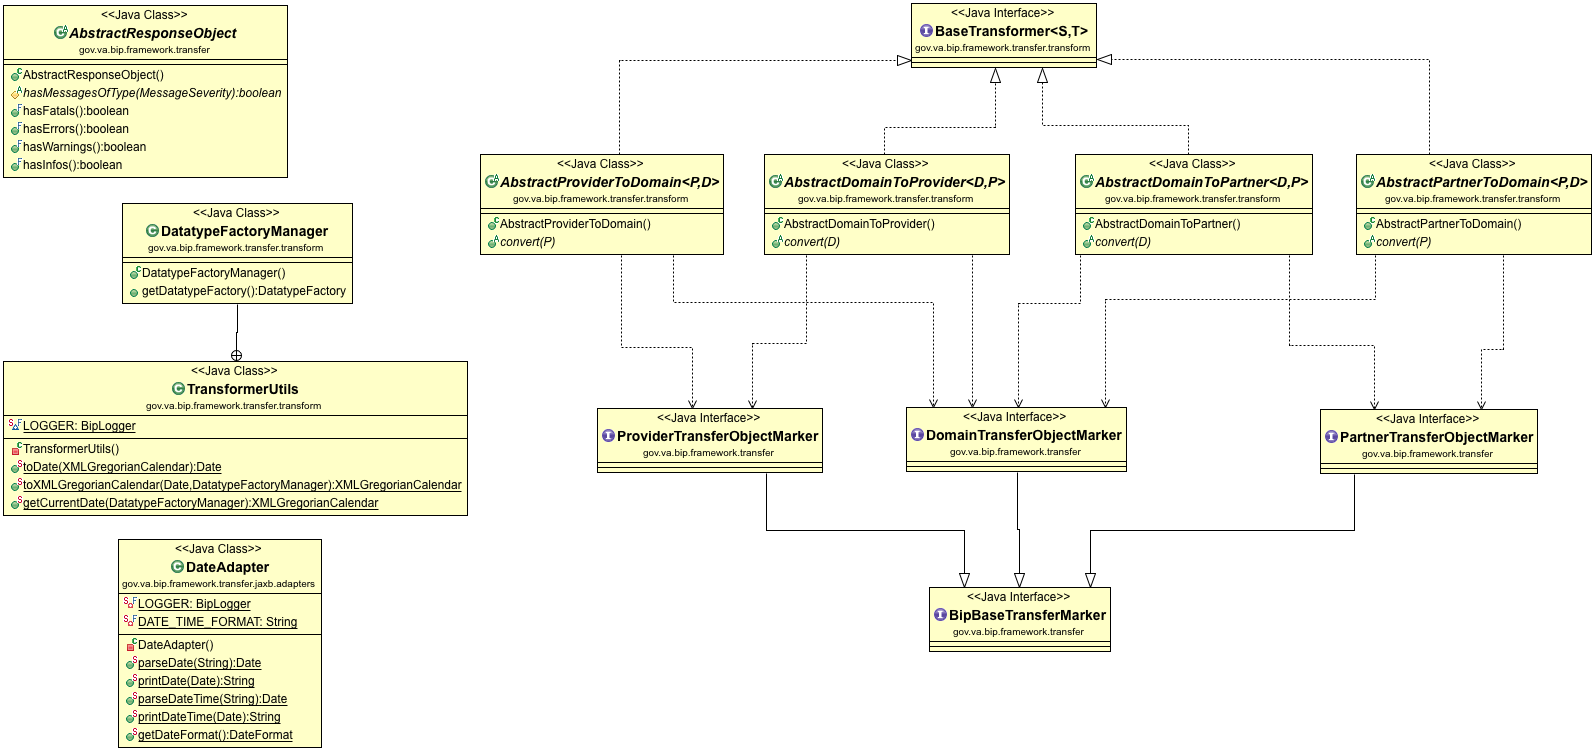 <<Java Class>>
AbstractResponseObject
gov.va.bip.framework.transfer
AbstractResponseObject()
hasMessagesOfType(MessageSeverity):boolean
hasFatals():boolean
hasErrors():boolean
hasWarnings():boolean
hasInfos():boolean
<<Java Class>>
DatatypeFactoryManager
gov.va.bip.framework.transfer.transform
DatatypeFactoryManager()
getDatatypeFactory():DatatypeFactory
<<Java Class>>
TransformerUtils
gov.va.bip.framework.transfer.transform
LOGGER: BipLogger
TransformerUtils()
toDate(XMLGregorianCalendar):Date
toXMLGregorianCalendar(Date,DatatypeFactoryManager):XMLGregorianCalendar
getCurrentDate(DatatypeFactoryManager):XMLGregorianCalendar
<<Java Class>>
DateAdapter
gov.va.bip.framework.transfer.jaxb.adapters
LOGGER: BipLogger
DATE_TIME_FORMAT: String
DateAdapter()
parseDate(String):Date
printDate(Date):String
parseDateTime(String):Date
printDateTime(Date):String
getDateFormat():DateFormat
<<Java Interface>>
BaseTransformer<S,T>
gov.va.bip.framework.transfer.transform
<<Java Class>>
AbstractProviderToDomain<P,D>
gov.va.bip.framework.transfer.transform
AbstractProviderToDomain()
convert(P)
<<Java Class>>
AbstractDomainToProvider<D,P>
gov.va.bip.framework.transfer.transform
AbstractDomainToProvider()
convert(D)
<<Java Class>>
AbstractDomainToPartner<D,P>
gov.va.bip.framework.transfer.transform
AbstractDomainToPartner()
convert(D)
<<Java Class>>
AbstractPartnerToDomain<P,D>
gov.va.bip.framework.transfer.transform
AbstractPartnerToDomain()
convert(P)
<<Java Interface>>
ProviderTransferObjectMarker
gov.va.bip.framework.transfer
<<Java Interface>>
DomainTransferObjectMarker
gov.va.bip.framework.transfer
<<Java Interface>>
PartnerTransferObjectMarker
gov.va.bip.framework.transfer
<<Java Interface>>
BipBaseTransferMarker
gov.va.bip.framework.transfer